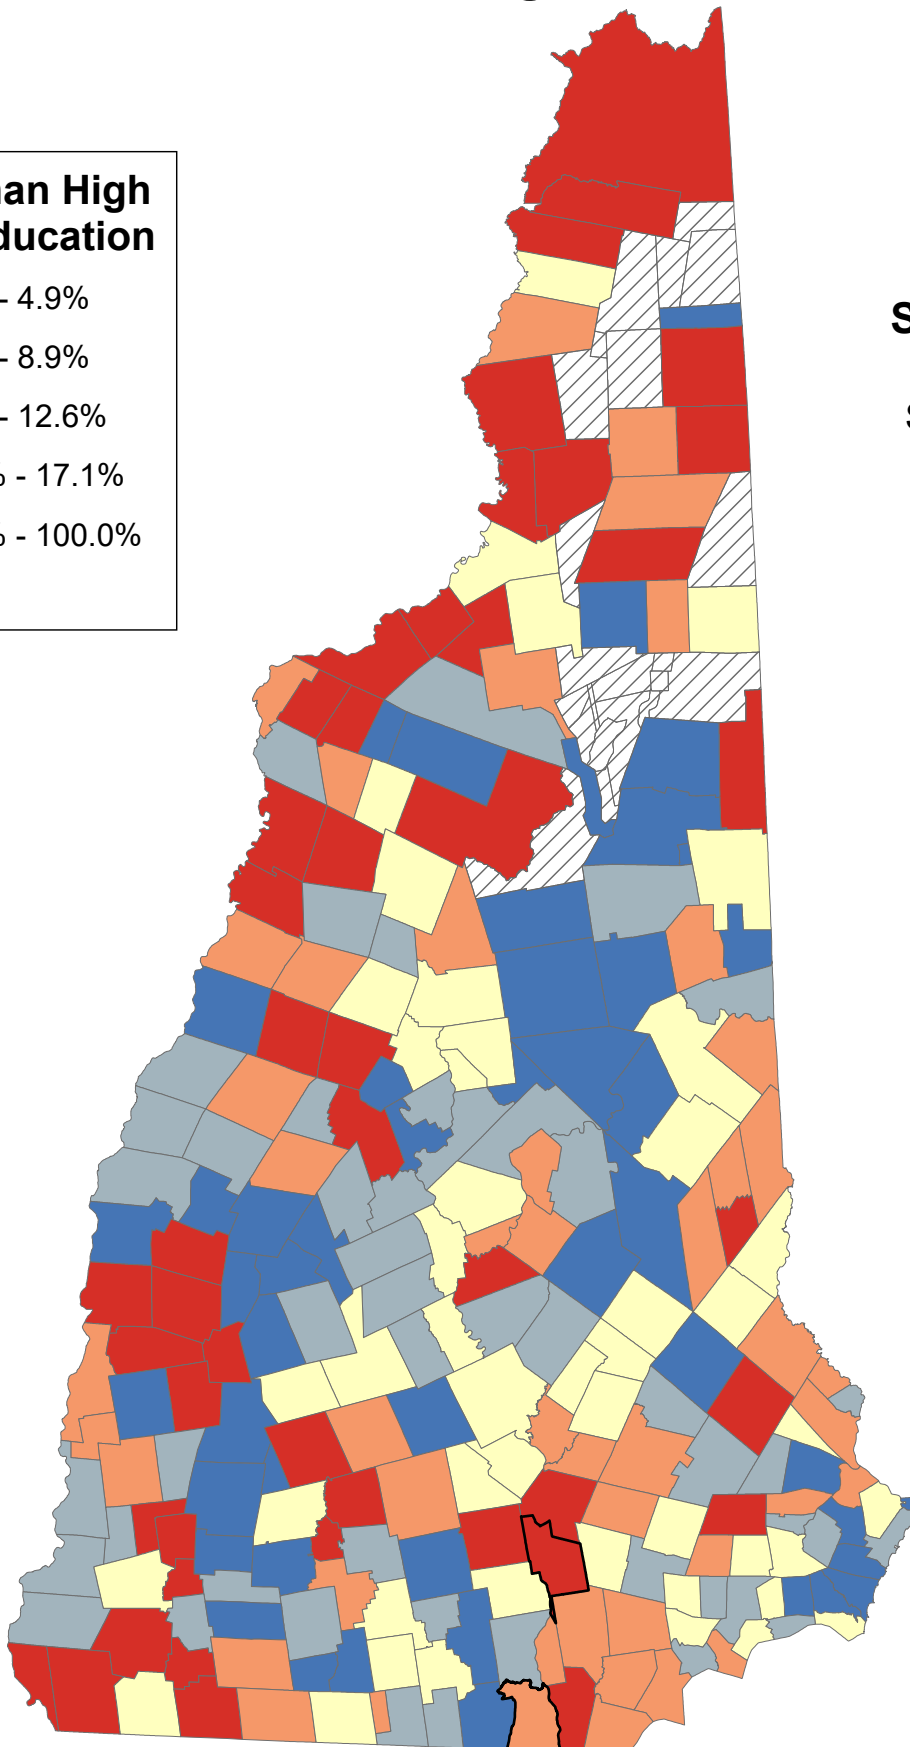 an High
ducation
- 4.9%
- 8.9%
- 12.6%
- 17.1%
- 100.0%
S